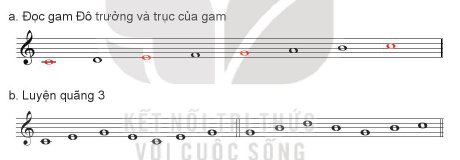 a. Đọc gam Đô trưởng và trục của gam
b. Luyện quãng 3
KẾT NỐI TRI THỨC
VỚI CUỘC SỐNG